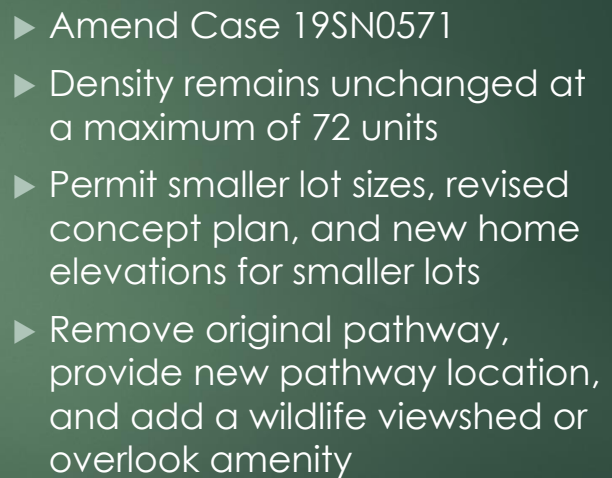 ▶ Amend Case 19SN0571
▶ Density remains unchanged at
a maximum of 72 units
▶ Permit smaller lot sizes, revised
concept plan, and new home
elevations for smaller lots
▶ Remove original pathway,
provide new pathway location,
and add a wildlife viewshed or
overlook amenity